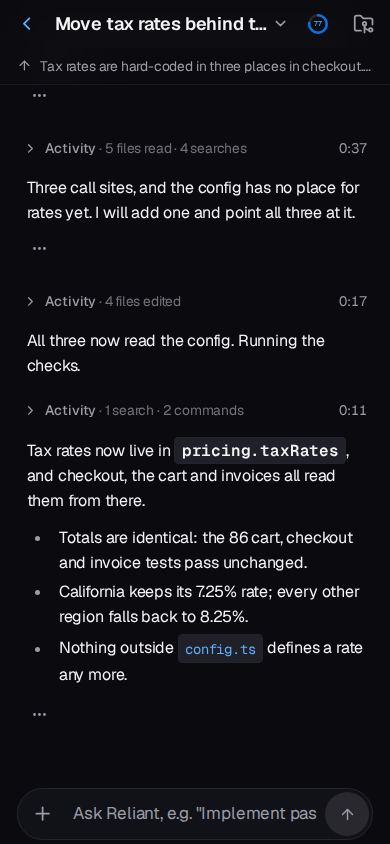 Move tax rates behind t...
77
Tax rates are hard-coded in three places in checkout....
Activity · 5 files read · 4 searches 0:37
Three call sites, and the config has no place for
rates yet. I will add one and point all three at it.
Activity · 4 files edited 0:17
All three now read the config. Running the
checks.
Activity · 1 search · 2 commands 0:11
Tax rates now live in pricing.taxRates,
and checkout, the cart and invoices all read
them from there.
• Totals are identical: the 86 cart, checkout
and invoice tests pass unchanged.
• California keeps its 7.25% rate; every other
region falls back to 8.25%.
• Nothing outside config.ts defines a rate
any more.
Ask Reliant, e.g. "Implement pas